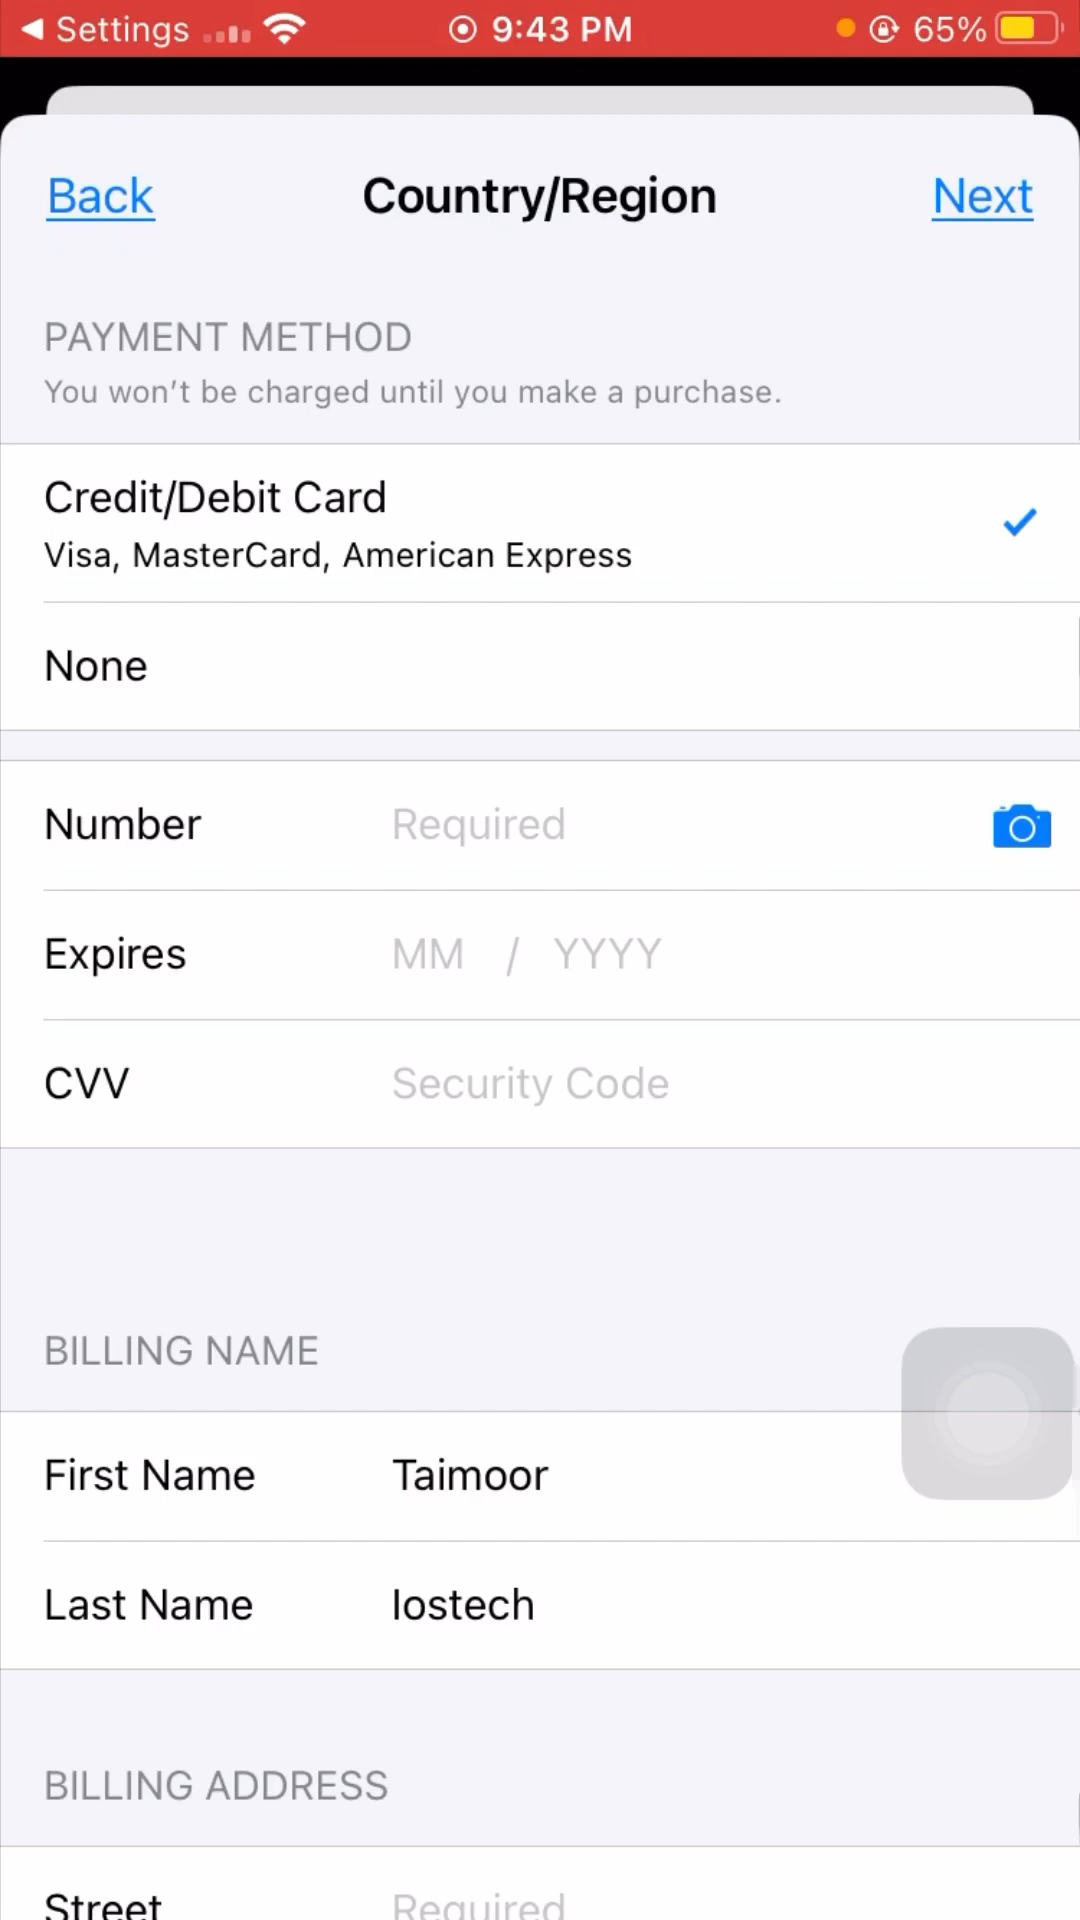 Settings 9:43 PM 65%
Back Country/Region Next
PAYMENT METHOD
You won't be charged until you make a purchase.
Credit/Debit Card
Visa, MasterCard, American Express
None
Number Required
Expires MM / YYYY
CVV Security Code
BILLING NAME
First Name Taimoor
Last Name Iostech
BILLING ADDRESS
Street Required